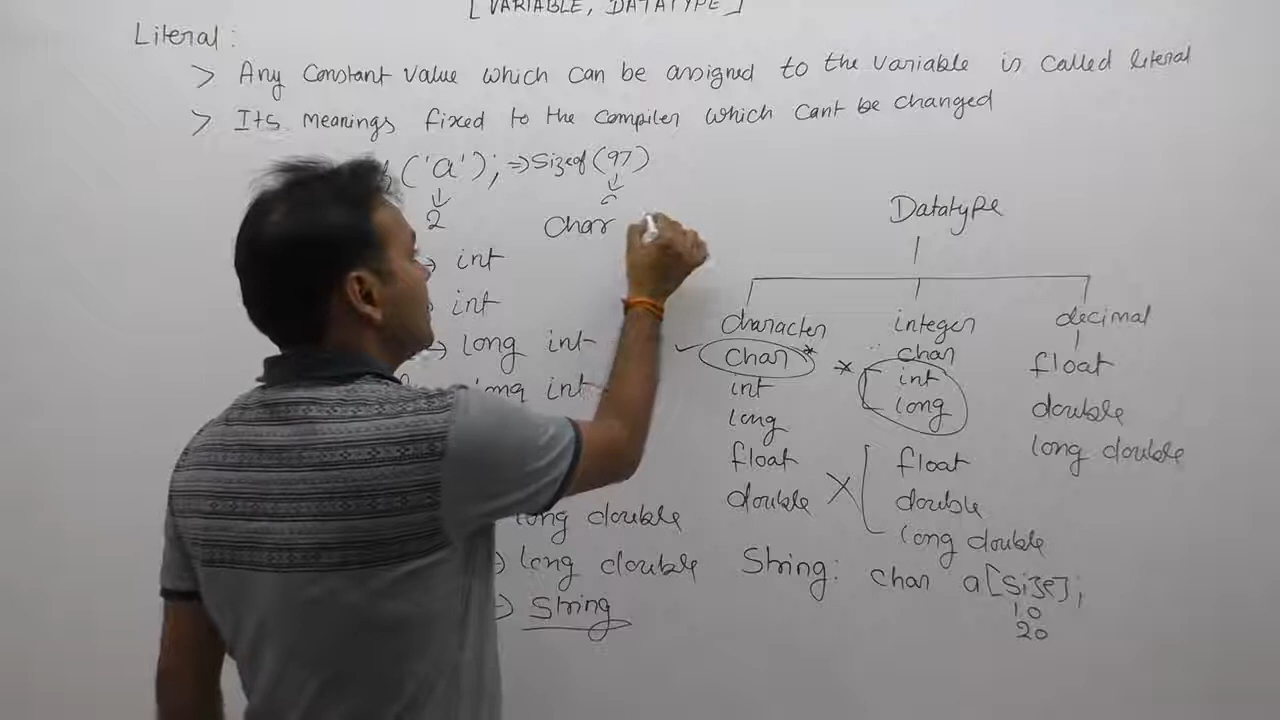 [VARIABLE, DATATYPE]
Literal:
> Any Constant value which can be assigned to the variable is called literal
> Its meanings fixed to the compiler which cant be changed
('a'); => Sizeof(97)
2
Char
int
int
long int
long int
long double
long double
String
Datatype
character integer decimal
char char float
int int double
long long long double
float float
double double
long double
String: char a[size];
10
20